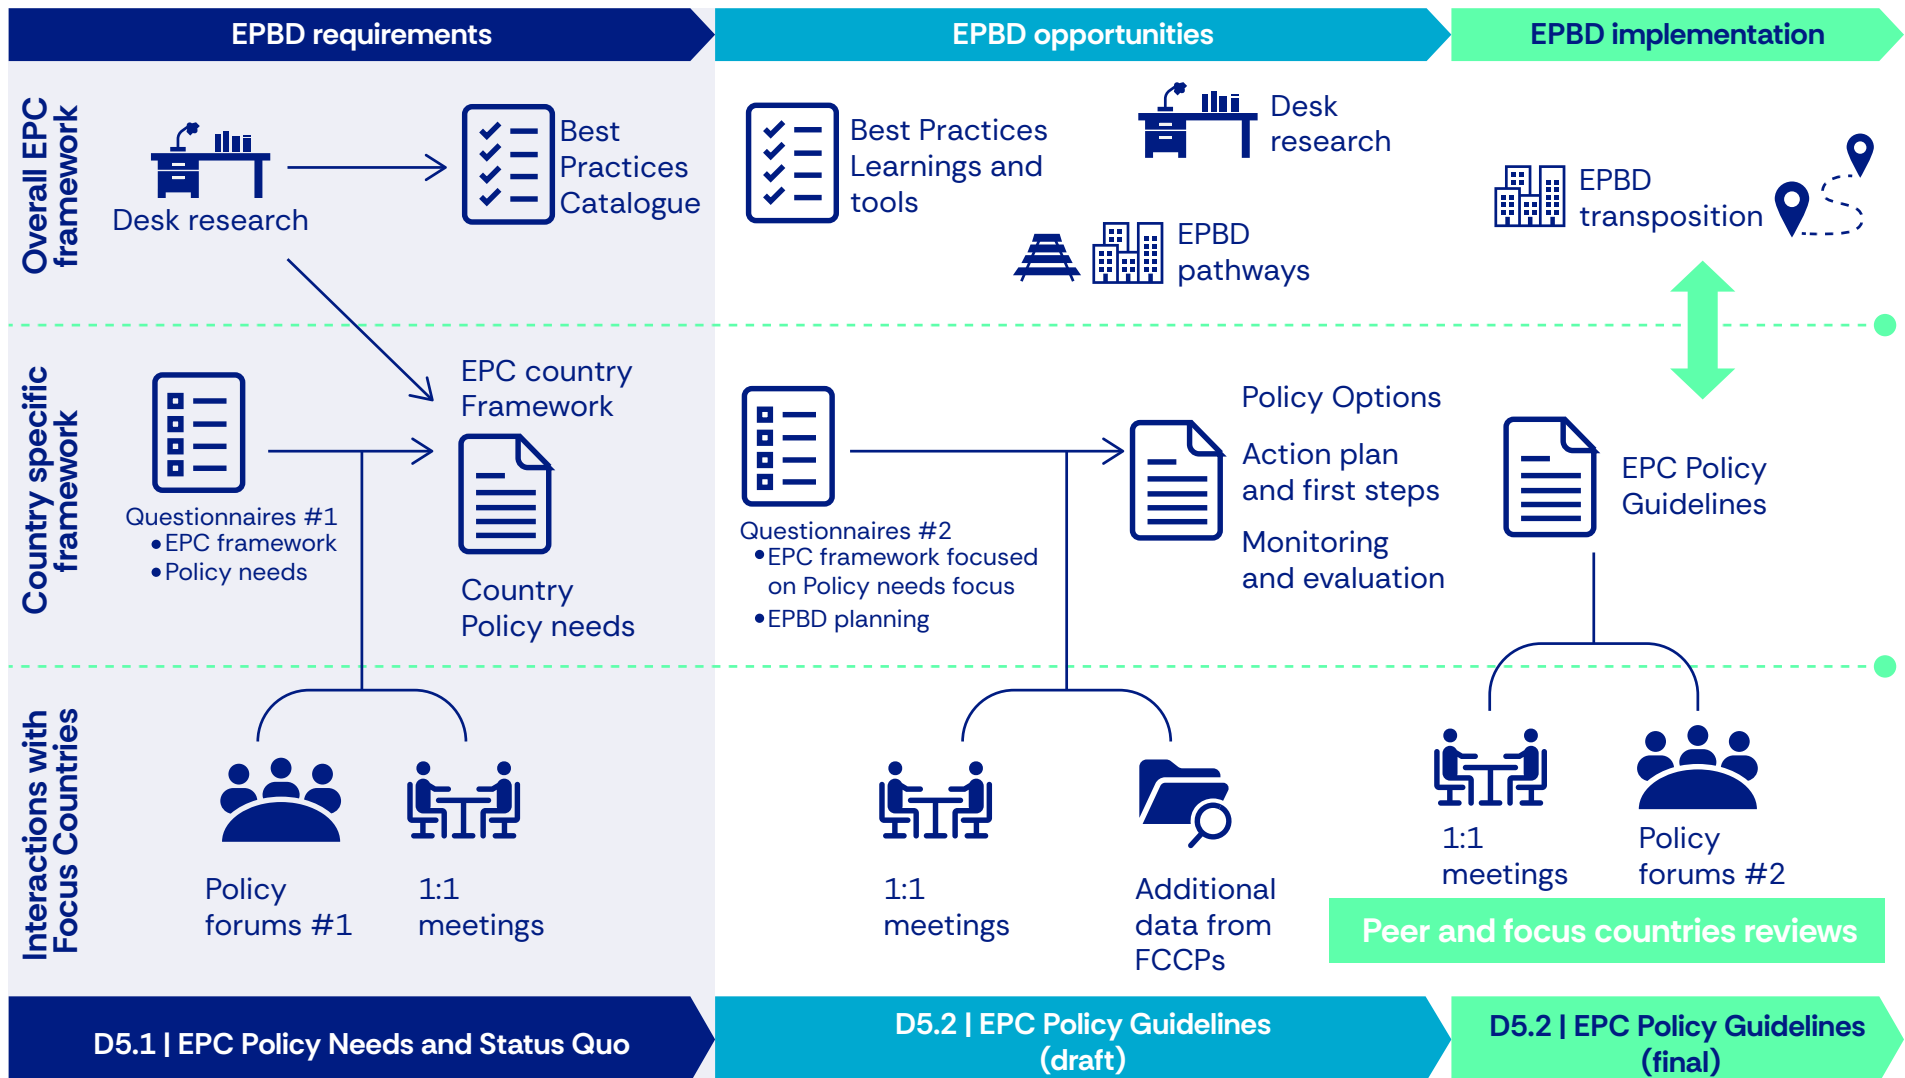 EPBD requirements
EPBD opportunities
EPBD implementation
Overall EPC
framework
Desk research
Best
Practices
Catalogue
Best Practices
Learnings and
tools
Desk
research
EPBD
pathways
EPBD
transposition
Country specific
framework
Questionnaires #1
•EPC framework
•Policy needs
EPC country
Framework
Country
Policy needs
Questionnaires #2
•EPC framework focused
on Policy needs focus
•EPBD planning
Policy Options
Action plan
and first steps
Monitoring
and evaluation
EPC Policy
Guidelines
Interactions with
Focus Countries
Policy
forums #1
1:1
meetings
1:1
meetings
Additional
data from
FCCPs
1:1
meetings
Policy
forums #2
Peer and focus countries reviews
D5.1 | EPC Policy Needs and Status Quo
D5.2 | EPC Policy Guidelines
(draft)
D5.2 | EPC Policy Guidelines
(final)